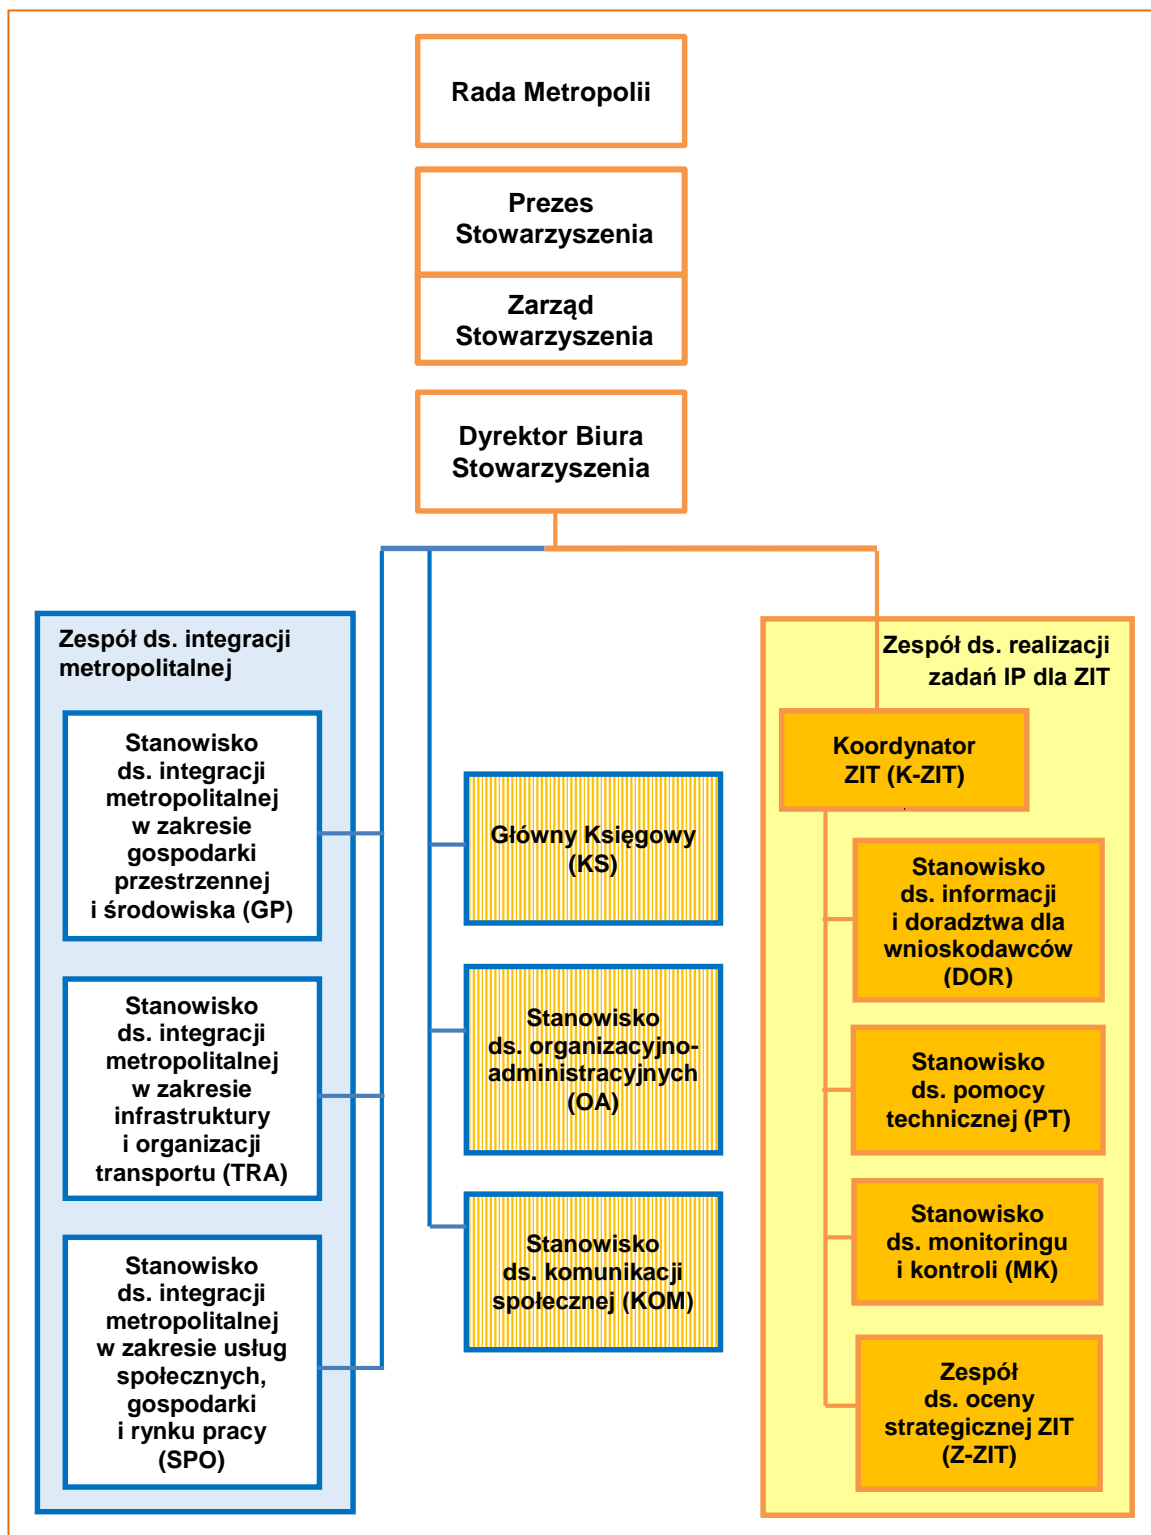 Rada Metropolii
Prezes
Stowarzyszenia
Zarząd
Stowarzyszenia
Dyrektor Biura
Stowarzyszenia
Zespół ds. integracji
metropolitalnej
Stanowisko
ds. integracji
metropolitalnej
w zakresie
gospodarki
przestrzennej
i środowiska (GP)
Stanowisko
ds. integracji
metropolitalnej
w zakresie
infrastruktury
i organizacji
transportu (TRA)
Stanowisko
ds. integracji
metropolitalnej
w zakresie usług
społecznych,
gospodarki
i rynku pracy
(SPO)
Główny Księgowy
(KS)
Stanowisko
ds. organizacyjno-
administracyjnych
(OA)
Stanowisko
ds. komunikacji
społecznej (KOM)
Zespół ds. realizacji
zadań IP dla ZIT
Koordynator
ZIT (K-ZIT)
Stanowisko
ds. informacji
i doradztwa dla
wnioskodawców
(DOR)
Stanowisko
ds. pomocy
technicznej (PT)
Stanowisko
ds. monitoringu
i kontroli (MK)
Zespół
ds. oceny
strategicznej ZIT
(Z-ZIT)